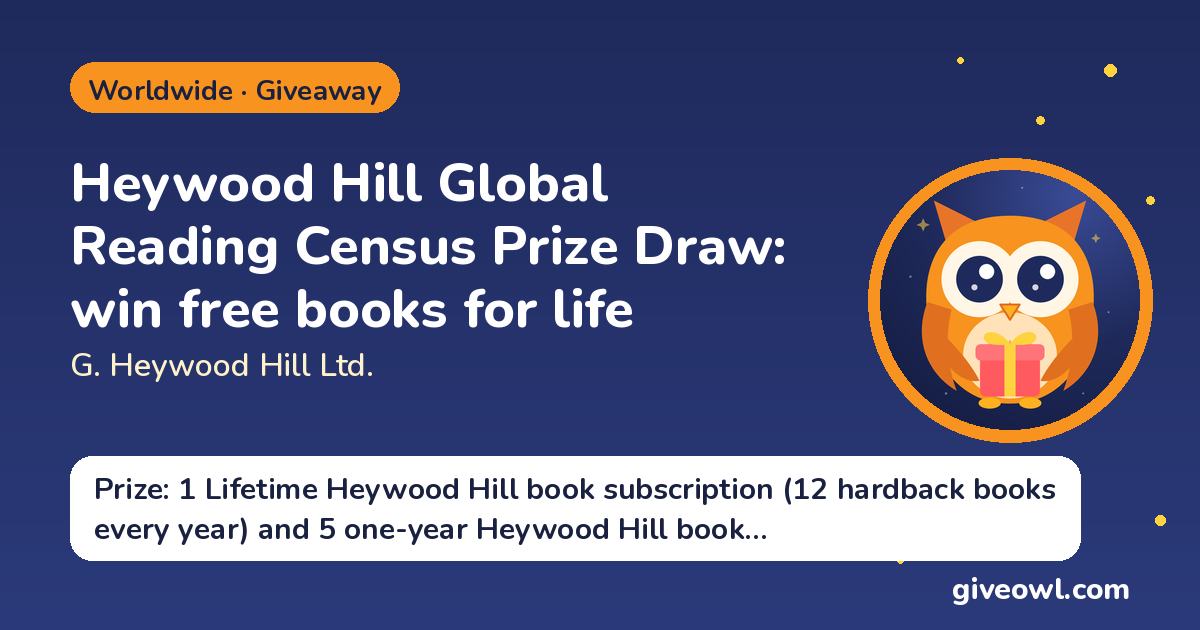 Worldwide · Giveaway
Heywood Hill Global
Reading Census Prize Draw:
win free books for life
G. Heywood Hill Ltd.
Prize: 1 Lifetime Heywood Hill book subscription (12 hardback books
every year) and 5 one-year Heywood Hill book...
giveowl.com